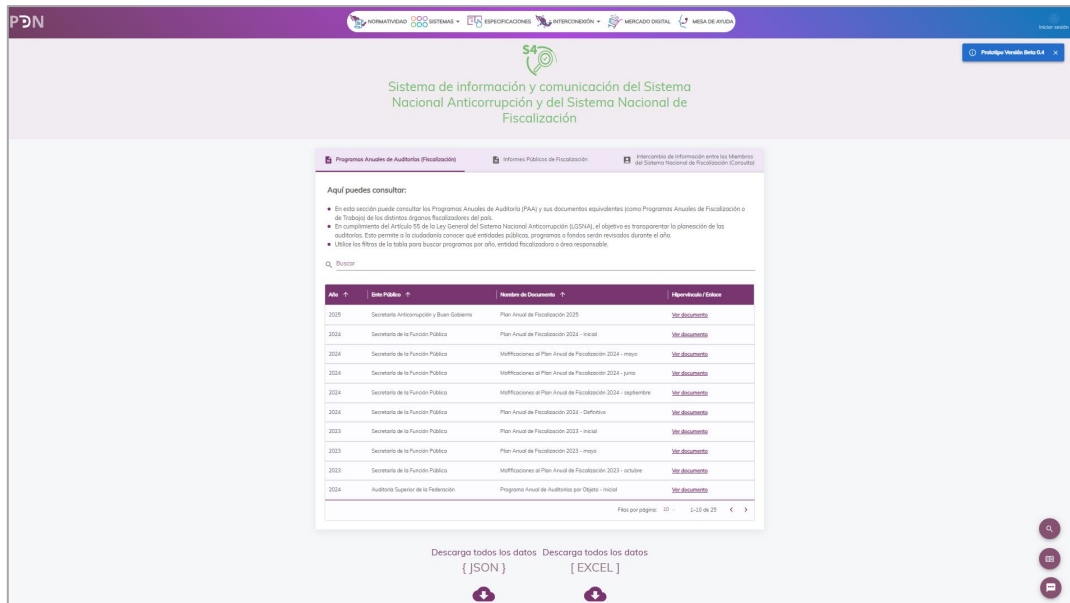 PDN
NORMATIVIDAD SISTEMAS ESPECIFICACIONES INTERCONEXIÓN MERCADO DIGITAL MESA DE AYUDA
Iniciar sesión
Prototipo Versión Beta 0.4
S4
Sistema de información y comunicación del Sistema
Nacional Anticorrupción y del Sistema Nacional de
Fiscalización
Programas Anuales de Auditorías (Fiscalización)
Informes Públicos de Fiscalización
Intercambio de Información entre los Miembros
del Sistema Nacional de Fiscalización (Consulta)
Aquí puedes consultar:
En esta sección puede consultar los Programas Anuales de Auditoría (PAA) y sus documentos equivalentes (como Programas Anuales de Fiscalización o
de Trabajo) de los distintos órganos fiscalizadores del país.
En cumplimiento del Artículo 55 de la Ley General del Sistema Nacional Anticorrupción (LGSNA), el objetivo es transparentar la planeación de las
auditorías. Esto permite a la ciudadanía conocer qué entidades públicas, programas o fondos serán revisados durante el año.
Utilice los filtros de la tabla para buscar programas por año, entidad fiscalizadora o área responsable.
Buscar
Año ↑ Ente Público ↑ Nombre de Documento ↑ Hipervínculo / Enlace
2025 Secretaría Anticorrupción y Buen Gobierno Plan Anual de Fiscalización 2025 Ver documento
2024 Secretaría de la Función Pública Plan Anual de Fiscalización 2024 - Inicial Ver documento
2024 Secretaría de la Función Pública Moffificaciones al Plan Anual de Fiscalización 2024 - mayo Ver documento
2024 Secretaría de la Función Pública Moffificaciones al Plan Anual de Fiscalización 2024 - junio Ver documento
2024 Secretaría de la Función Pública Moffificaciones al Plan Anual de Fiscalización 2024 - septiembre Ver documento
2024 Secretaría de la Función Pública Plan Anual de Fiscalización 2024 - Definitivo Ver documento
2023 Secretaría de la Función Pública Plan Anual de Fiscalización 2023 - Inicial Ver documento
2023 Secretaría de la Función Pública Plan Anual de Fiscalización 2023 - mayo Ver documento
2023 Secretaría de la Función Pública Moffificaciones al Plan Anual de Fiscalización 2023 - octubre Ver documento
2024 Auditoría Superior de la Federación Programa Anual de Auditorías por Objeto - Inicial Ver documento
Filas por página: 10 1–10 de 25
Descarga todos los datos
{ JSON }
Descarga todos los datos
[ EXCEL ]